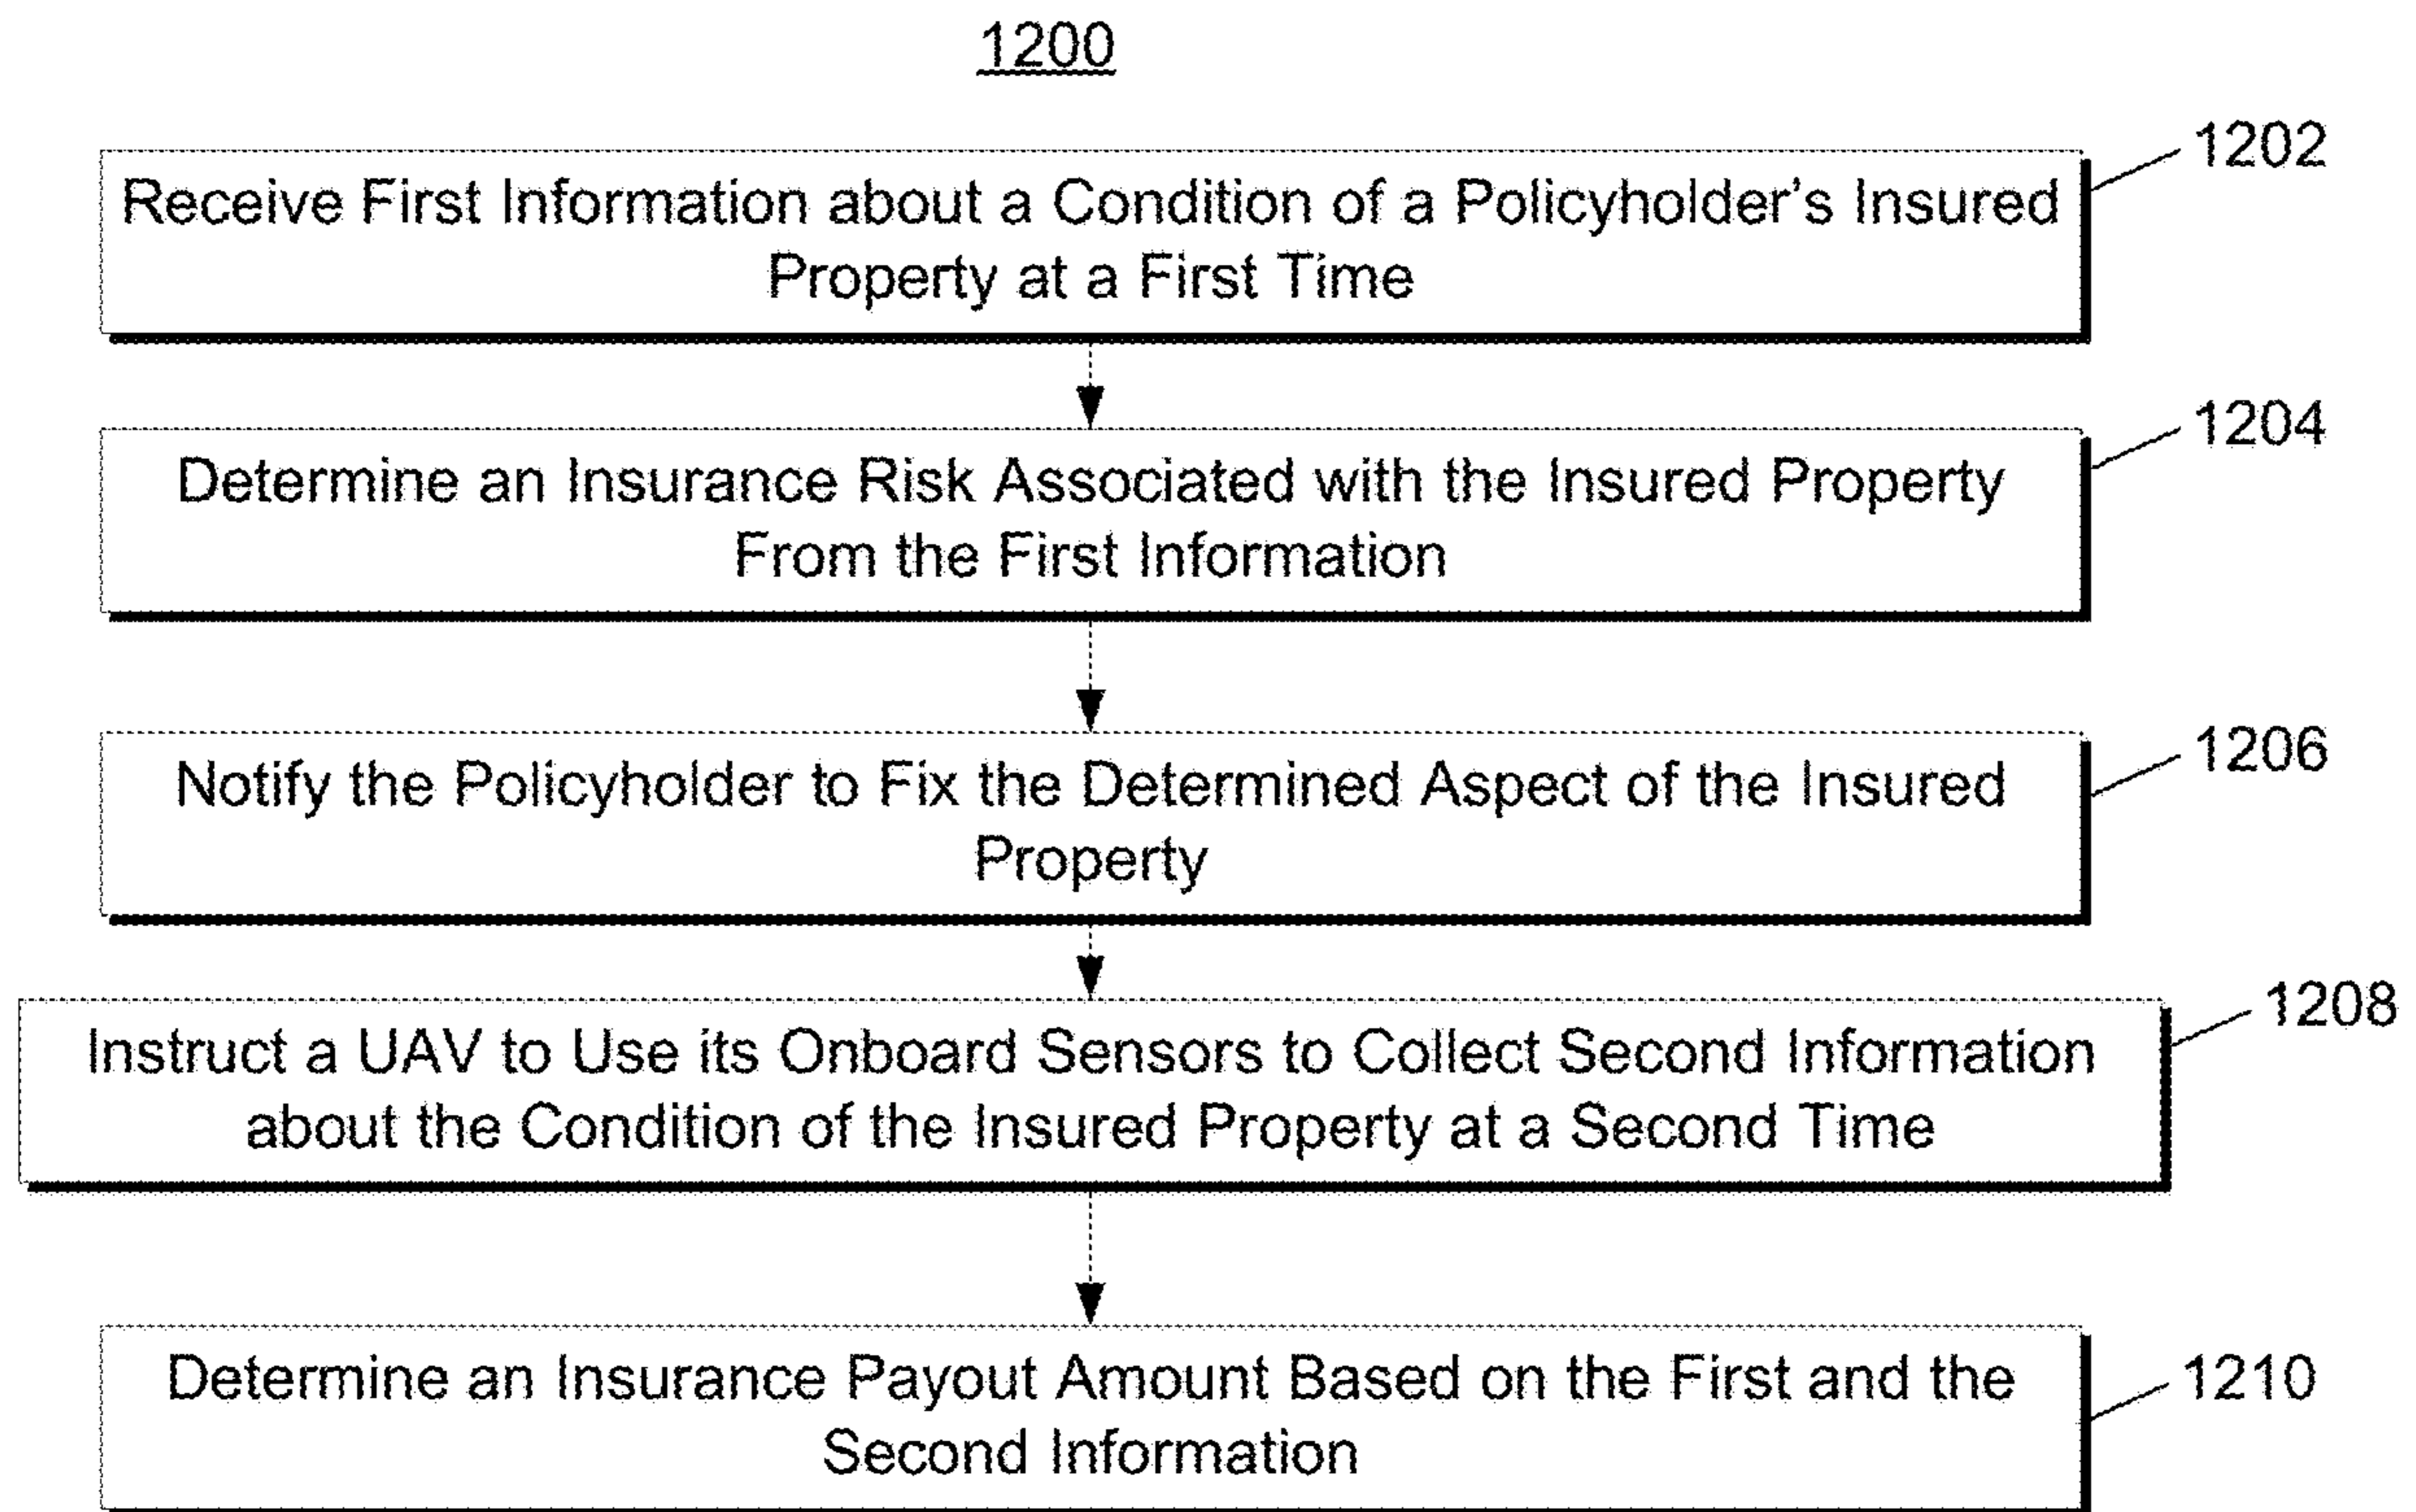 1200
1202
Receive First Information about a Condition of a Policyholder's Insured
Property at a First Time
1204
Determine an Insurance Risk Associated with the Insured Property
From the First Information
1206
Notify the Policyholder to Fix the Determined Aspect of the Insured
Property
1208
Instruct a UAV to Use its Onboard Sensors to Collect Second Information
about the Condition of the Insured Property at a Second Time
1210
Determine an Insurance Payout Amount Based on the First and the
Second Information